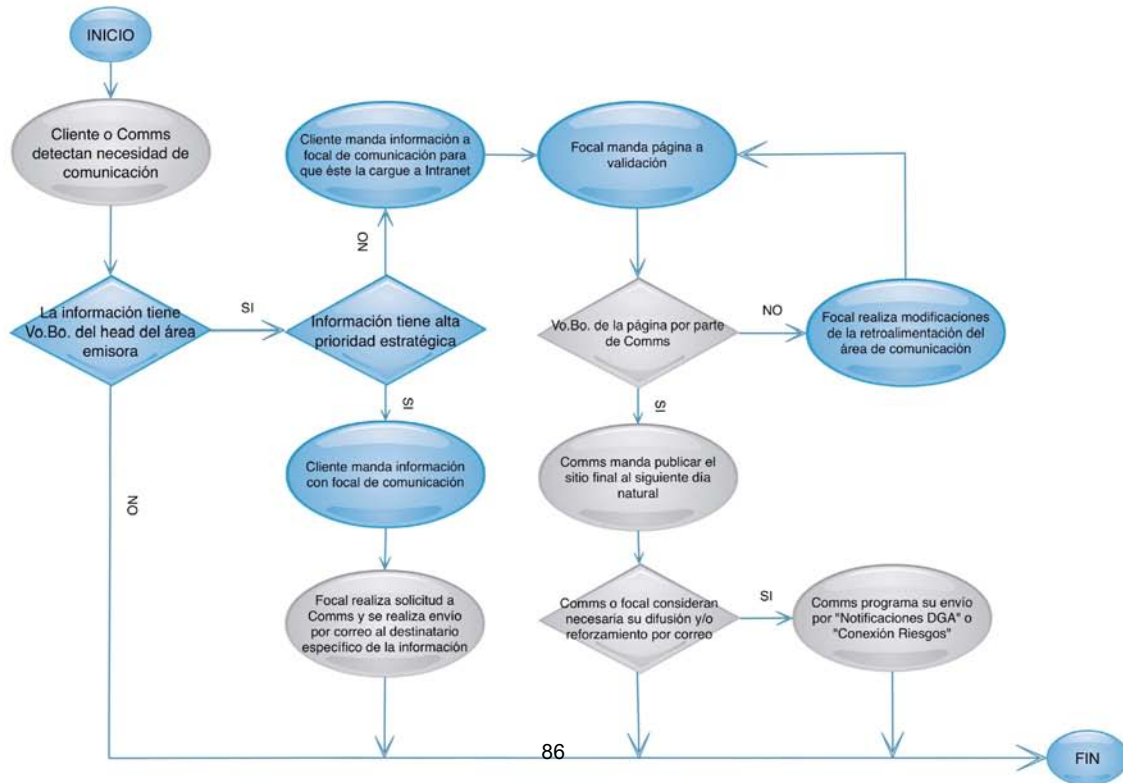 INICIO
Cliente o Comms
detectan necesidad de
comunicación
La información tiene
Vo.Bo. del head del área
emisora
SI
NO
Información tiene alta
prioridad estratégica
NO
Cliente manda información a
focal de comunicación para
que éste la cargue a Intranet
SI
Cliente manda información
con focal de comunicación
Focal realiza solicitud a
Comms y se realiza envío
por correo al destinatario
específico de la información
Focal manda página a
validación
Vo.Bo. de la página por parte
de Comms
NO
Focal realiza modificaciones
de la retroalimentación del
área de comunicación
SI
Comms manda publicar el
sitio final al siguiente día
natural
Comms o focal consideran
necesaria su difusión y/o
reforzamiento por correo
SI
Comms programa su envío
por "Notificaciones DGA" o
"Conexión Riesgos"
86
FIN